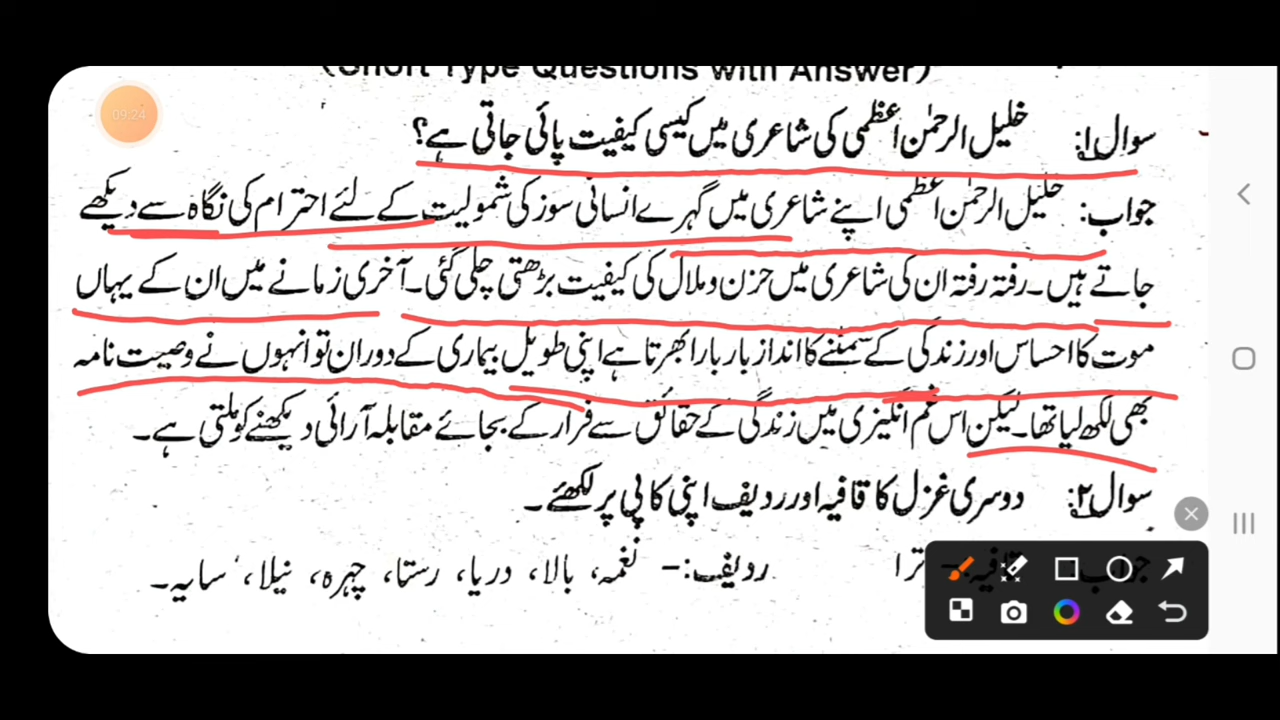 (Short Type Questions with Answer)
09:24
سوال ۱: خلیل الرحمٰن اعظمی کی شاعری میں کیسی کیفیت پائی جاتی ہے؟
جواب: خلیل الرحمٰن اعظمی اپنے شاعری میں گہرے انسانی سوز کی شمولیت کے لئے احترام کی نگاہ سے دیکھے
جاتے ہیں۔ رفتہ رفتہ ان کی شاعری میں حزن و ملال کی کیفیت بڑھتی چلی گئی۔ آخری زمانے میں ان کے یہاں
موت کا احساس اور زندگی کے سمٹنے کا انداز بار بار ابھرتا ہے اپنی طویل بیماری کے دوران تو انہوں نے وصیت نامہ
بھی لکھ لیا تھا۔ لیکن اس غم انگیزی میں زندگی کے حقائق سے فرار کے بجائے مقابلہ آرائی دیکھنے کو ملتی ہے۔
سوال ۲: دوسری غزل کا قافیہ اور ردیف اپنی کاپی پر لکھئے۔
جواب: قافیہ:- ترا ردیف:- نغمہ، بالا، دریا، رستا، چہرہ، نیلا، سایہ۔